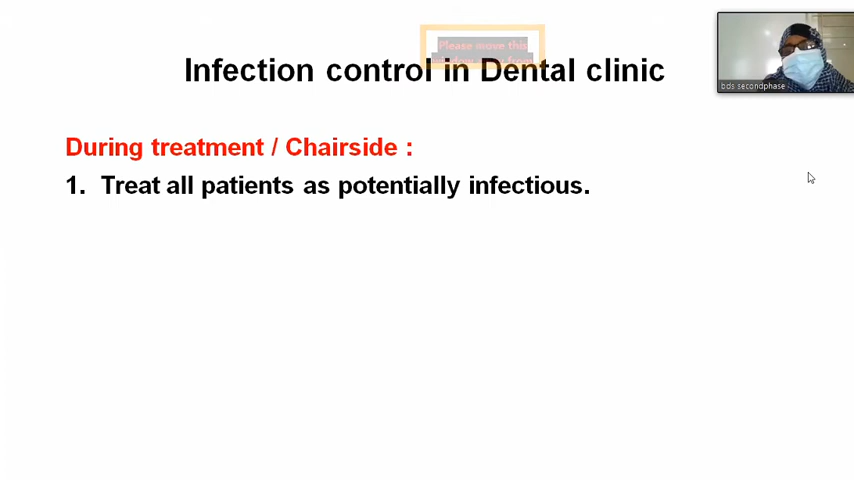 Please move this
Infection control in Dental clinic
bds secondphase
During treatment / Chairside :
1. Treat all patients as potentially infectious.